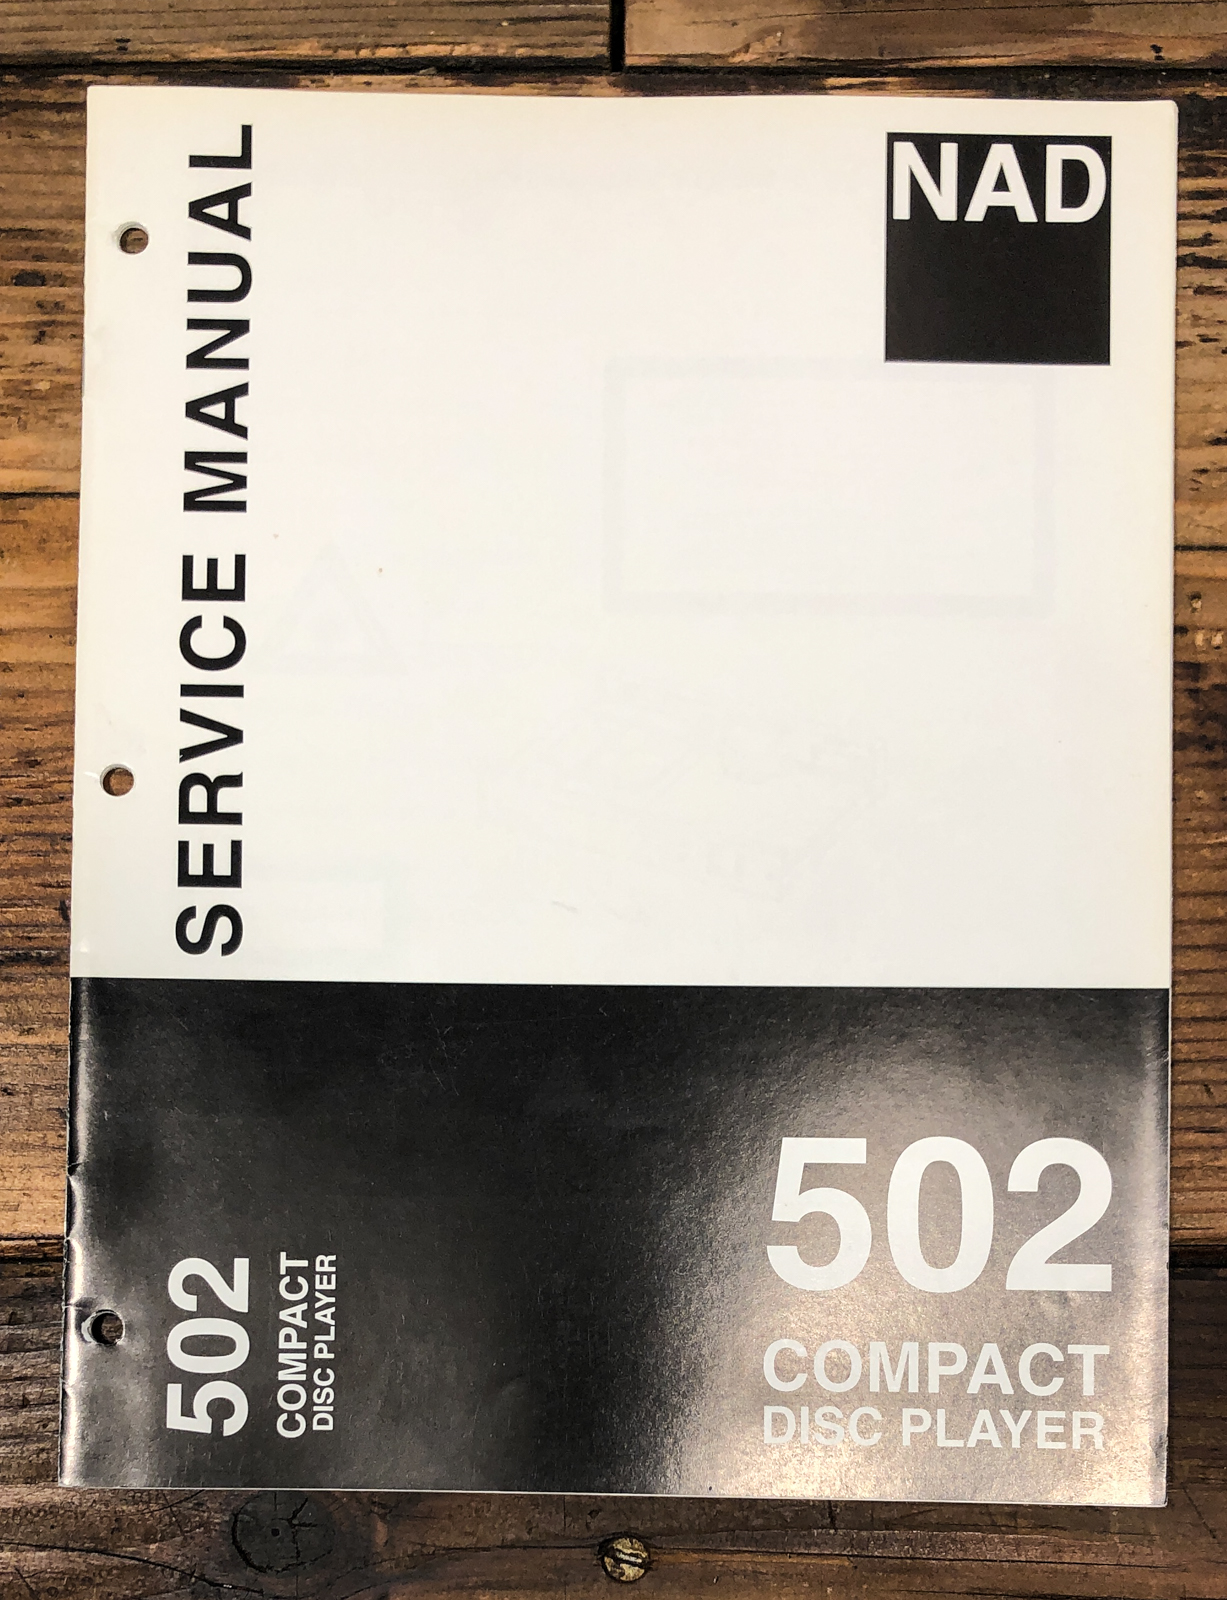 NAD
SERVICE MANUAL
502
COMPACT
DISC PLAYER
502
COMPACT
DISC PLAYER